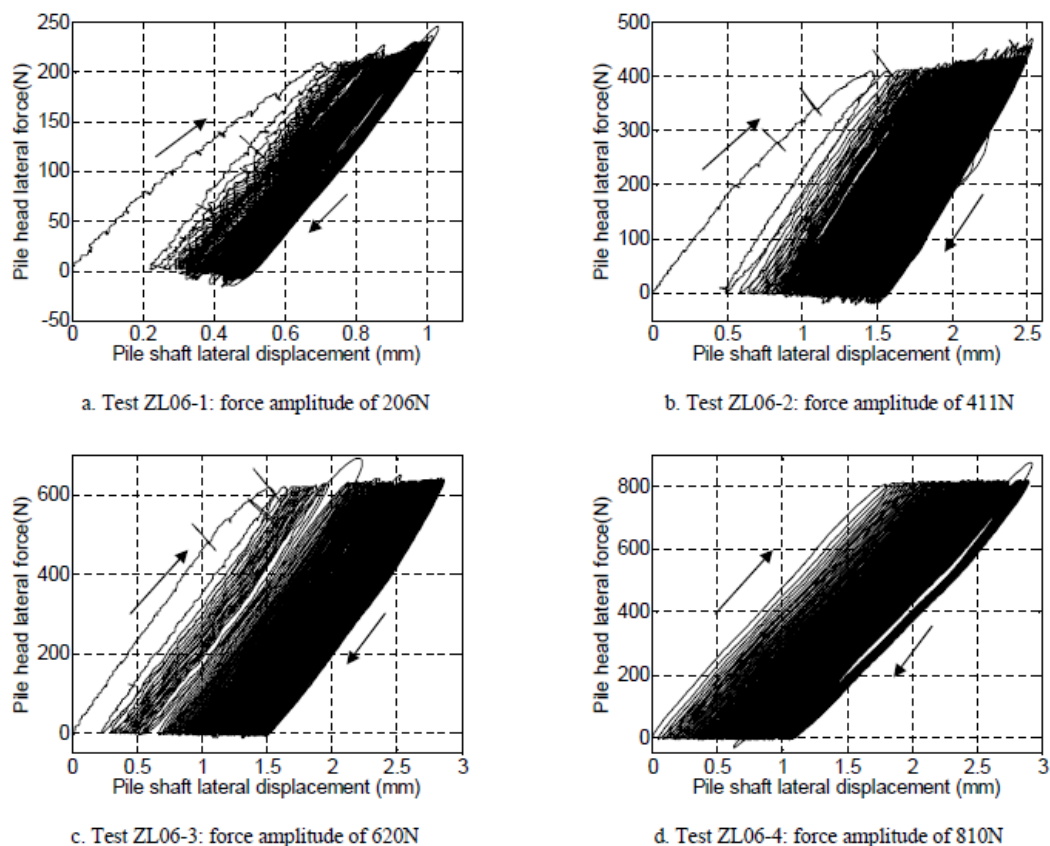 250
200
150
100
50
0
-50
Pile head lateral force(N)
0 0.2 0.4 0.6 0.8 1
Pile shaft lateral displacement (mm)
a. Test ZL06-1: force amplitude of 206N
500
400
300
200
100
0
Pile head lateral force(N)
0 0.5 1 1.5 2 2.5
Pile shaft lateral displacement (mm)
b. Test ZL06-2: force amplitude of 411N
600
400
200
0
Pile head lateral force(N)
0 0.5 1 1.5 2 2.5 3
Pile shaft lateral displacement (mm)
c. Test ZL06-3: force amplitude of 620N
800
600
400
200
0
Pile head lateral force(N)
0 0.5 1 1.5 2 2.5 3
Pile shaft lateral displacement (mm)
d. Test ZL06-4: force amplitude of 810N